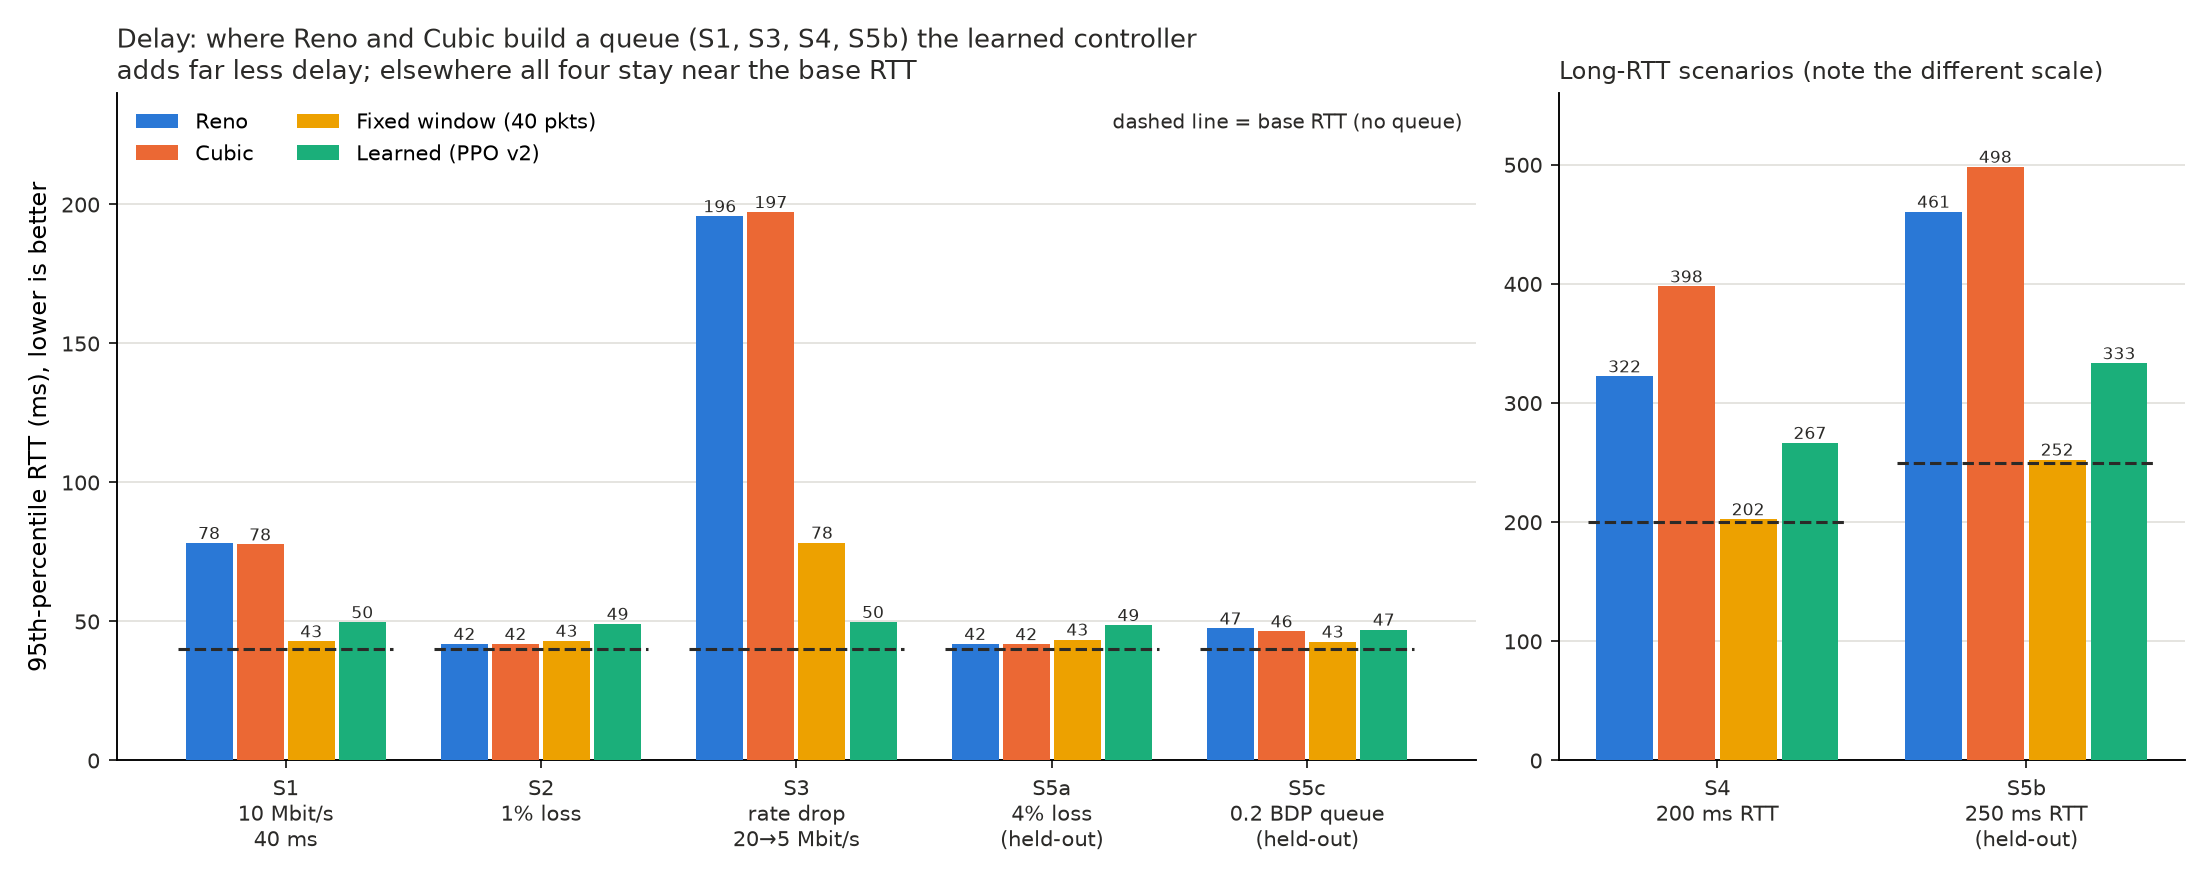 Delay: where Reno and Cubic build a queue (S1, S3, S4, S5b) the learned controller
adds far less delay; elsewhere all four stay near the base RTT
Reno
Cubic
Fixed window (40 pkts)
Learned (PPO v2)
dashed line = base RTT (no queue)
95th-percentile RTT (ms), lower is better
200
150
100
50
0
78
78
43
50
42
42
43
49
196
197
78
50
42
42
43
49
47
46
43
47
S1
10 Mbit/s
40 ms
S2
1% loss
S3
rate drop
20→5 Mbit/s
S5a
4% loss
(held-out)
S5c
0.2 BDP queue
(held-out)
Long-RTT scenarios (note the different scale)
500
400
300
200
100
0
322
398
202
267
461
498
252
333
S4
200 ms RTT
S5b
250 ms RTT
(held-out)